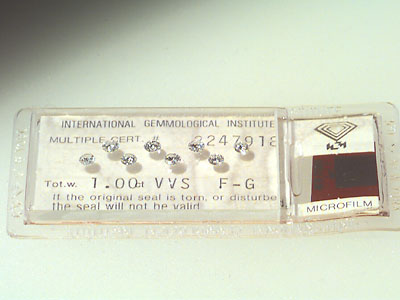 INTERNATIONAL GEMMOLOGICAL INSTITUTE
MULTIPLE CERT. # 3247918
Tot.w. 1.00ct VVS F-G
If the original seal is torn, or disturbe
the seal will not be valid
MICROFILM